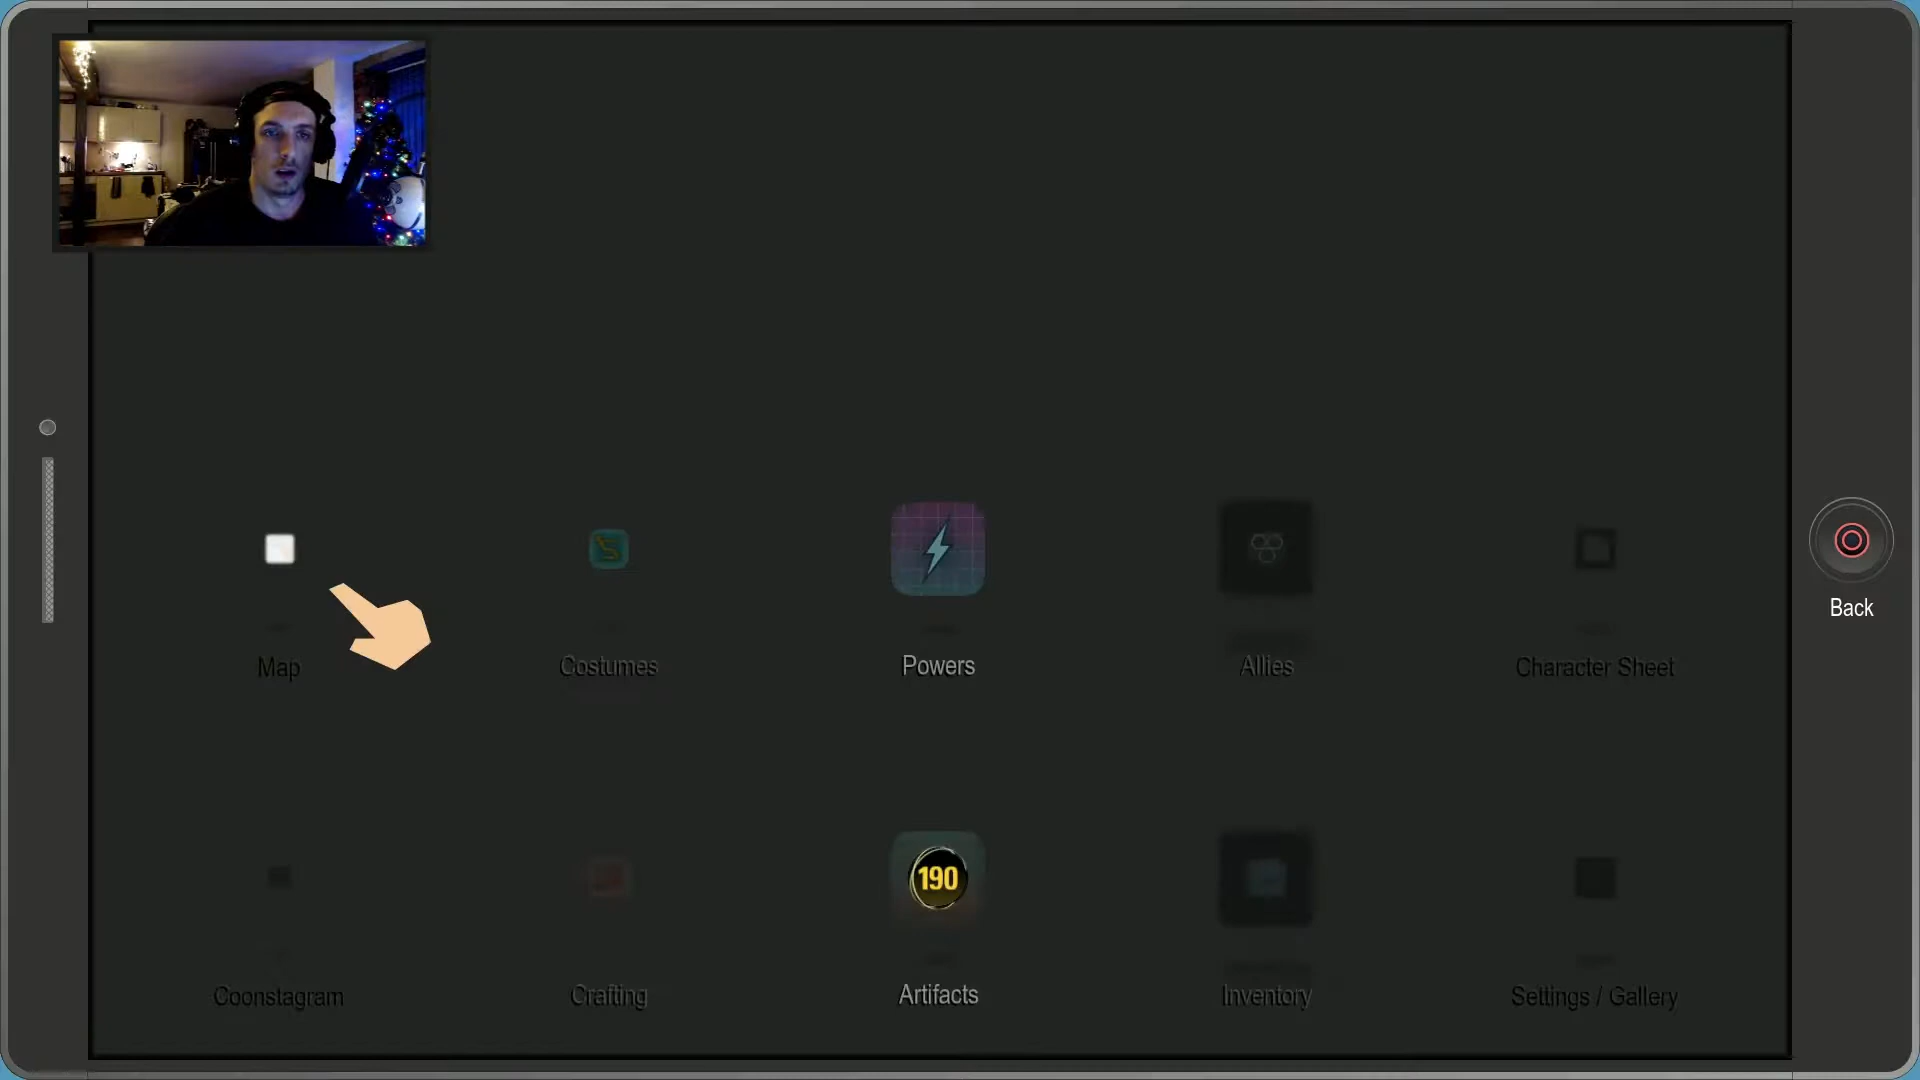 Map
Costumes
Powers
Allies
Character Sheet
Back
190
Coonstagram
Crafting
Artifacts
Inventory
Settings / Gallery